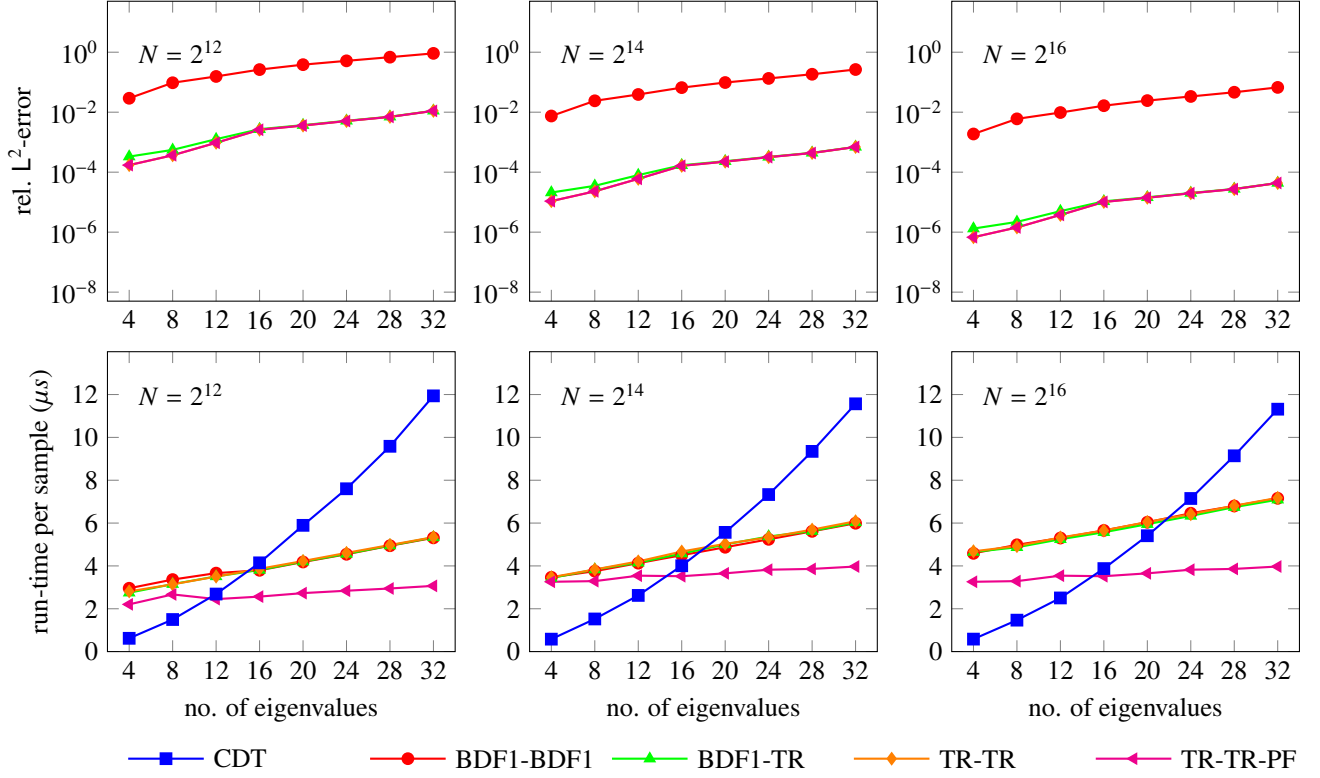 10⁰
10⁻²
10⁻⁴
10⁻⁶
10⁻⁸
rel. L²-error
N = 2¹²
4 8 12 16 20 24 28 32
10⁰
10⁻²
10⁻⁴
10⁻⁶
10⁻⁸
N = 2¹⁴
4 8 12 16 20 24 28 32
10⁰
10⁻²
10⁻⁴
10⁻⁶
10⁻⁸
N = 2¹⁶
4 8 12 16 20 24 28 32
12
10
8
6
4
2
0
run-time per sample (μs)
N = 2¹²
4 8 12 16 20 24 28 32
no. of eigenvalues
12
10
8
6
4
2
0
N = 2¹⁴
4 8 12 16 20 24 28 32
no. of eigenvalues
12
10
8
6
4
2
0
N = 2¹⁶
4 8 12 16 20 24 28 32
no. of eigenvalues
CDT BDF1-BDF1 BDF1-TR TR-TR TR-TR-PF